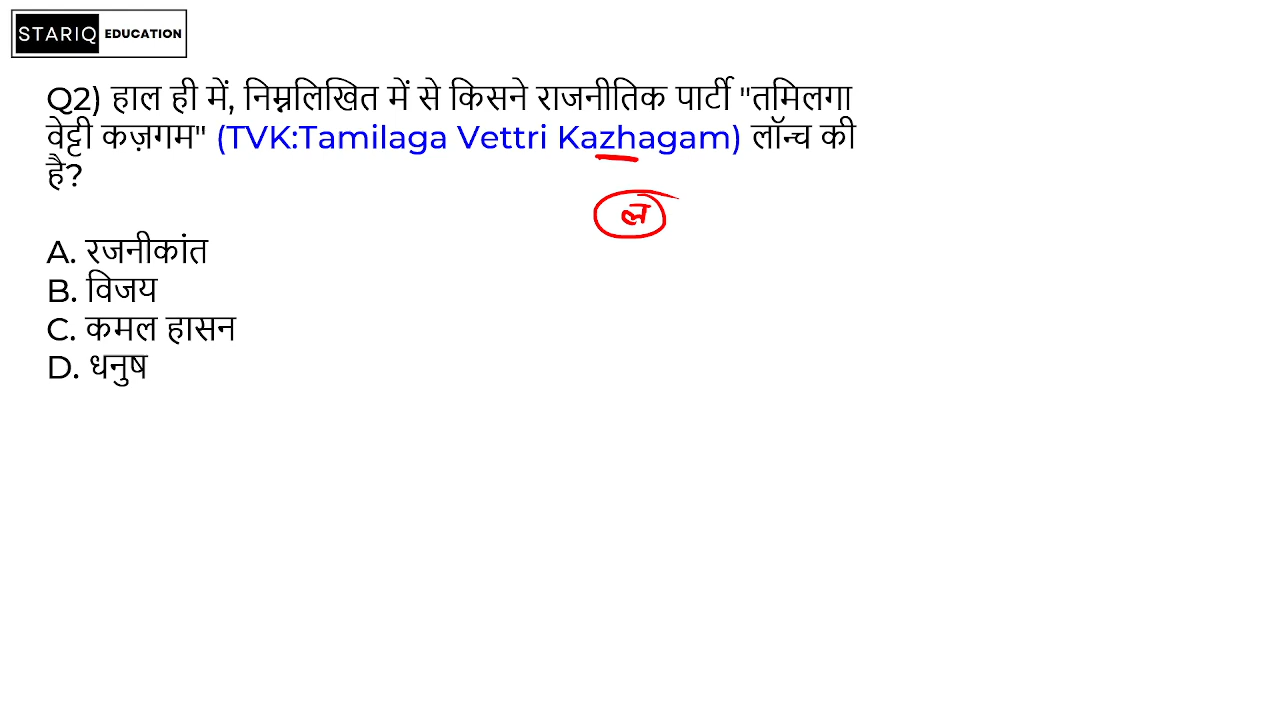 STARIQ EDUCATION
Q2) हाल ही में, निम्नलिखित में से किसने राजनीतिक पार्टी "तमिलगा
वेट्टी कज़गम" (TVK:Tamilaga Vettri Kazhagam) लॉन्च की
है?
ल
A. रजनीकांत
B. विजय
C. कमल हासन
D. धनुष